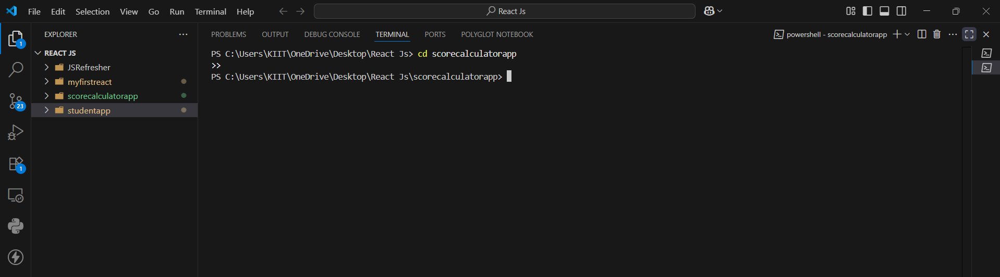 File Edit Selection View Go Run Terminal Help
React Js
EXPLORER
PROBLEMS OUTPUT DEBUG CONSOLE TERMINAL PORTS POLYGLOT NOTEBOOK
powershell - scorecalculatorapp
1
REACT JS
JSRefresher
myfirstreact
scorecalculatorapp
studentapp
23
1
PS C:\Users\KIIT\OneDrive\Desktop\React Js> cd scorecalculatorapp
>>
PS C:\Users\KIIT\OneDrive\Desktop\React Js\scorecalculatorapp>